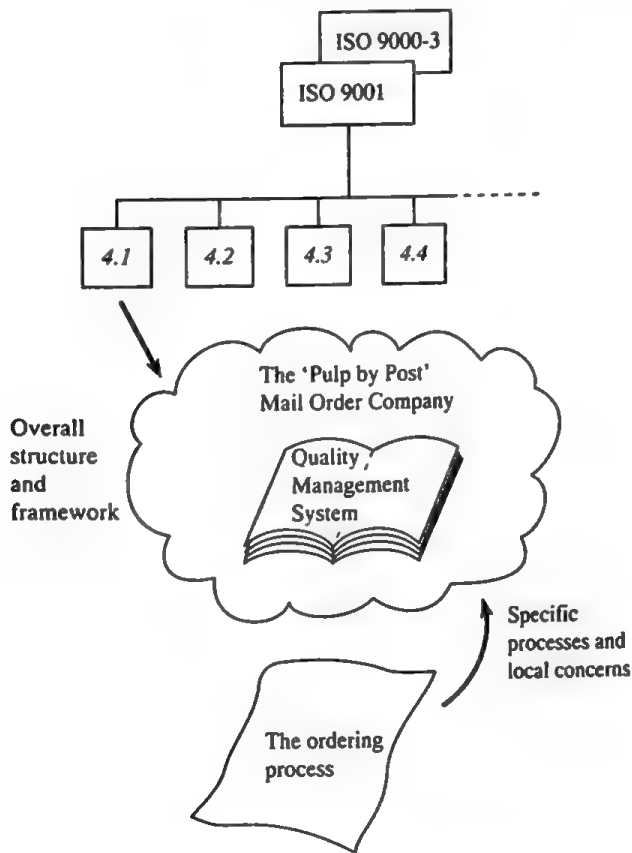 ISO 9000-3
ISO 9001
4.1 4.2 4.3 4.4
The ‘Pulp by Post’
Mail Order Company
Overall
structure
and
framework
Quality
Management
System
Specific
processes and
local concerns
The ordering
process